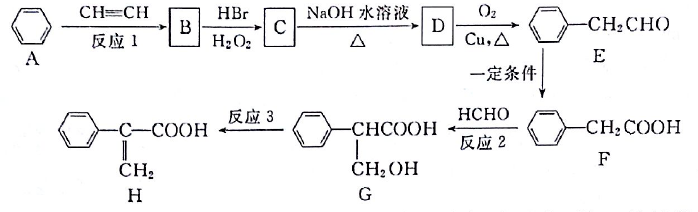 CH≡CH HBr NaOH 水溶液 O₂ CH₂CHO
反应1 B H₂O₂ C △ D Cu,△
A E
一定条件
C—COOH 反应3 CHCOOH HCHO CH₂COOH
CH₂ CH₂OH 反应2 F
H G